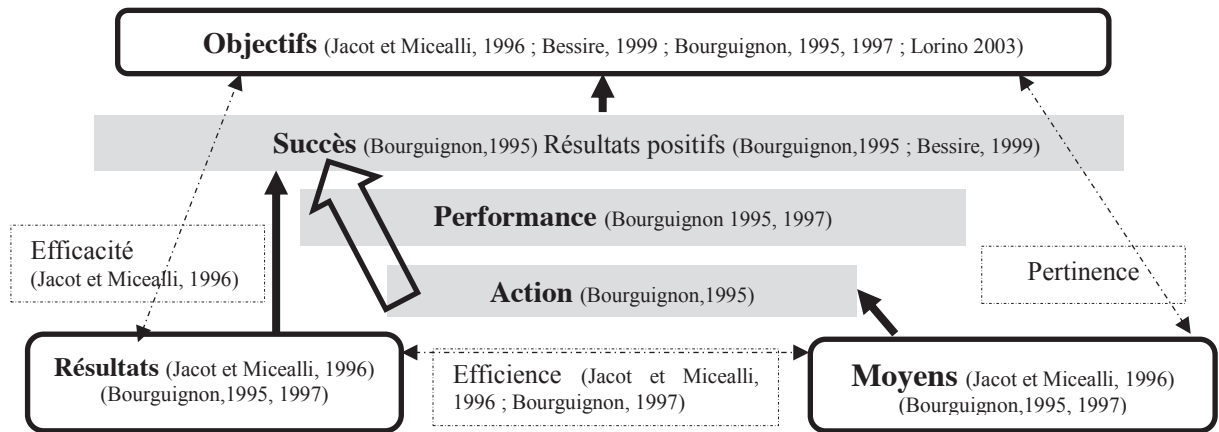 Objectifs (Jacot et Micealli, 1996 ; Bessire, 1999 ; Bourguignon, 1995, 1997 ; Lorino 2003)
Succès (Bourguignon,1995) Résultats positifs (Bourguignon,1995 ; Bessire, 1999)
Performance (Bourguignon 1995, 1997)
Efficacité
(Jacot et Micealli, 1996)
Pertinence
Action (Bourguignon,1995)
Résultats (Jacot et Micealli, 1996)
(Bourguignon,1995, 1997)
Efficience (Jacot et Micealli,
1996 ; Bourguignon, 1997)
Moyens (Jacot et Micealli, 1996)
(Bourguignon,1995, 1997)